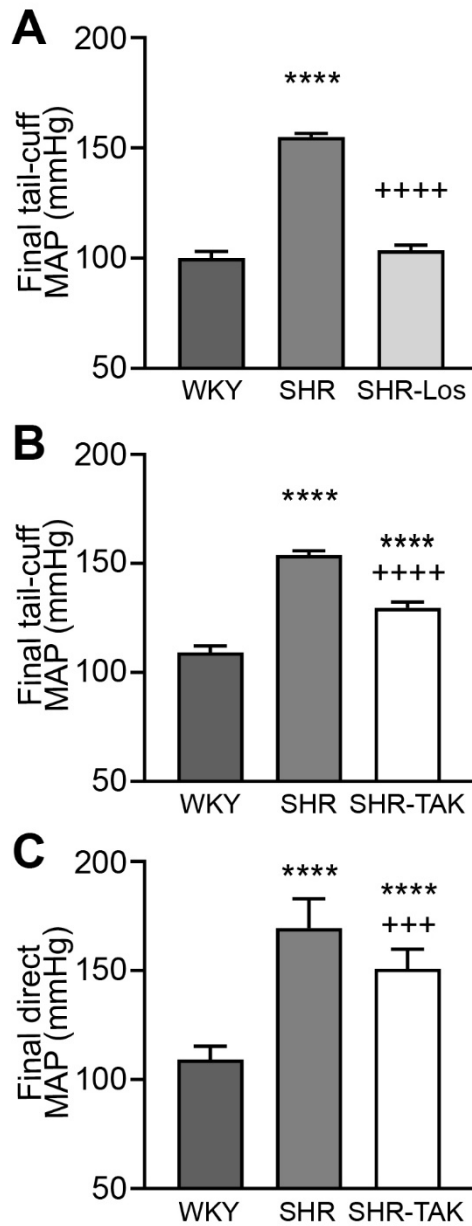 A
Final tail-cuff
MAP (mmHg)
200
150
100
50
****
++++
WKY SHR SHR-Los
B
Final tail-cuff
MAP (mmHg)
200
150
100
50
****
****
++++
WKY SHR SHR-TAK
C
Final direct
MAP (mmHg)
200
150
100
50
****
****
+++
WKY SHR SHR-TAK